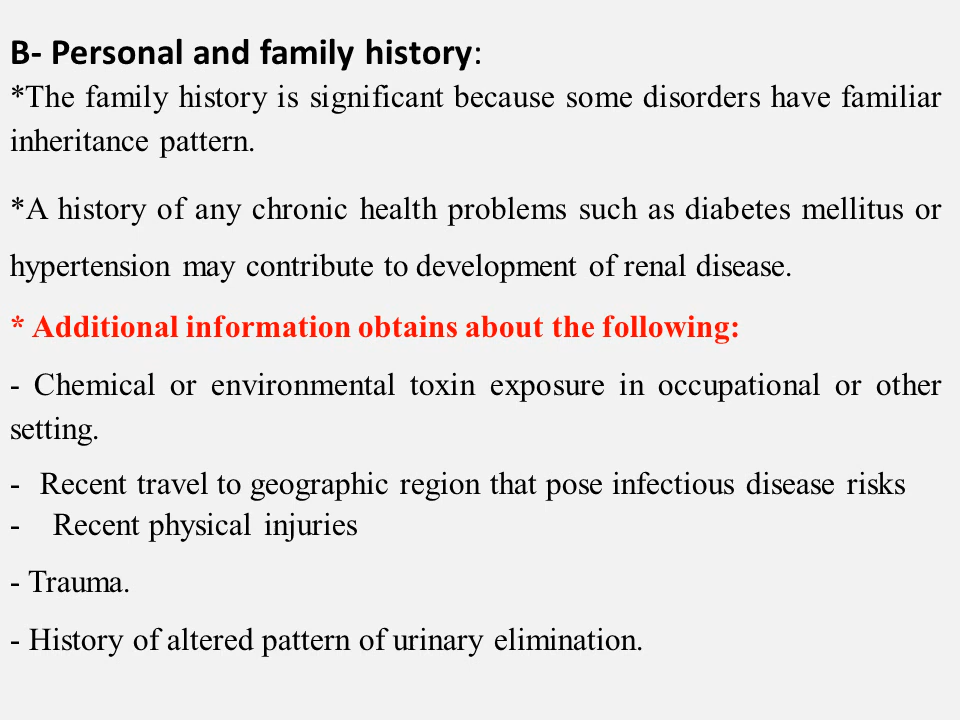 B- Personal and family history:
*The family history is significant because some disorders have familiar
inheritance pattern.
*A history of any chronic health problems such as diabetes mellitus or
hypertension may contribute to development of renal disease.
* Additional information obtains about the following:
- Chemical or environmental toxin exposure in occupational or other
setting.
- Recent travel to geographic region that pose infectious disease risks
- Recent physical injuries
- Trauma.
- History of altered pattern of urinary elimination.